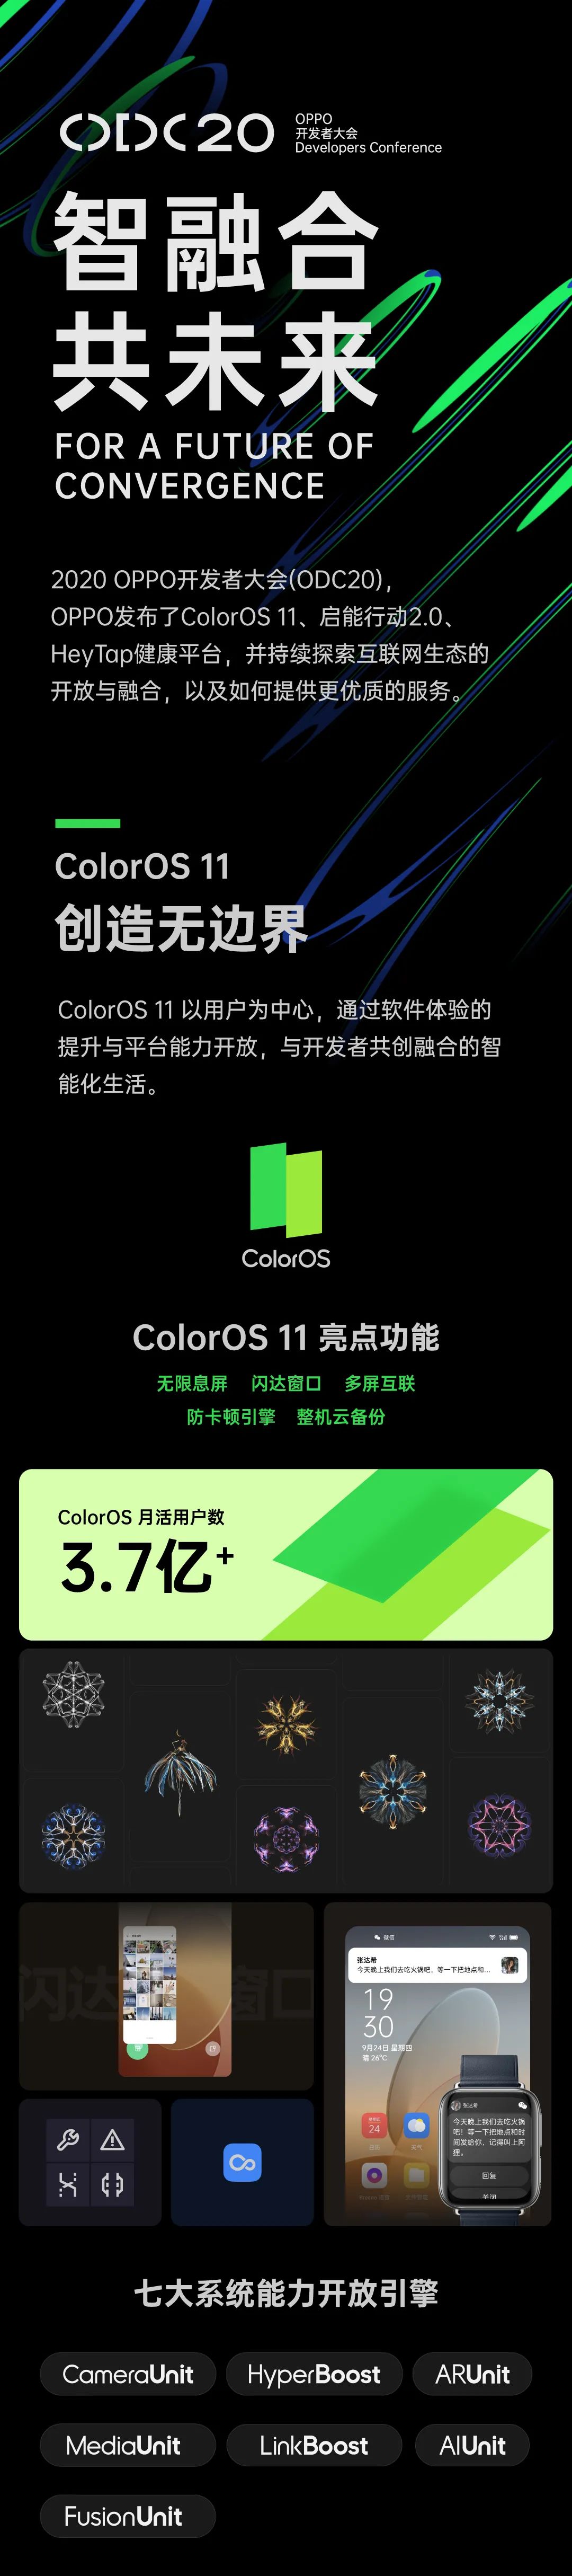 ODC20
OPPO
开发者大会
Developers Conference
智融合
共未来
FOR A FUTURE OF
CONVERGENCE
2020 OPPO开发者大会(ODC20),
OPPO发布了ColorOS 11、启能行动2.0、
HeyTap健康平台，并持续探索互联网生态的
开放与融合，以及如何提供更优质的服务。
ColorOS 11
创造无边界
ColorOS 11 以用户为中心，通过软件体验的
提升与平台能力开放，与开发者共创融合的智
能化生活。
ColorOS
ColorOS 11 亮点功能
无限息屏 闪达窗口 多屏互联
防卡顿引擎 整机云备份
ColorOS 月活用户数
3.7亿+
闪达窗口
微信
张达希
今天晚上我们去吃火锅吧，等一下把地点和...
19
30
9月24日 星期四
晴 26°C
24
日历
天气
张达希
今天晚上我们去吃火锅
吧！等一下把地点和时
间发给你，记得叫上阿
狸。
回复
关闭
七大系统能力开放引擎
CameraUnit
HyperBoost
ARUnit
MediaUnit
LinkBoost
AIUnit
FusionUnit